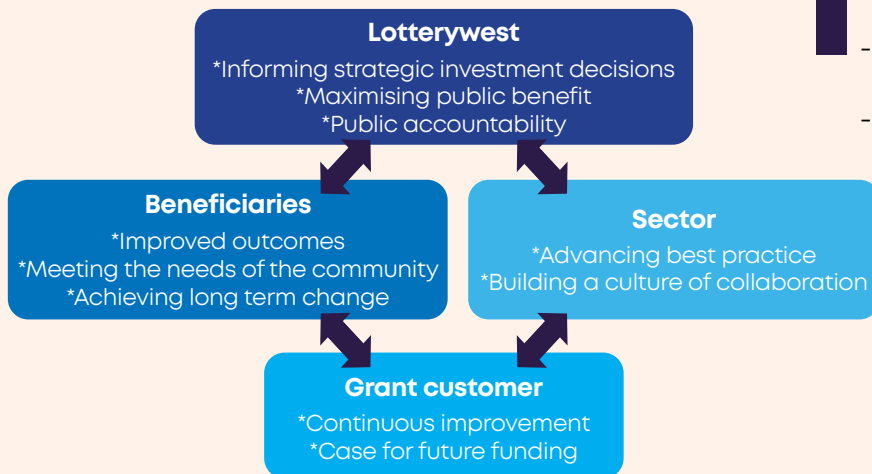 Lotterywest
*Informing strategic investment decisions
*Maximising public benefit
*Public accountability
Beneficiaries
*Improved outcomes
*Meeting the needs of the community
*Achieving long term change
Sector
*Advancing best practice
*Building a culture of collaboration
Grant customer
*Continuous improvement
*Case for future funding